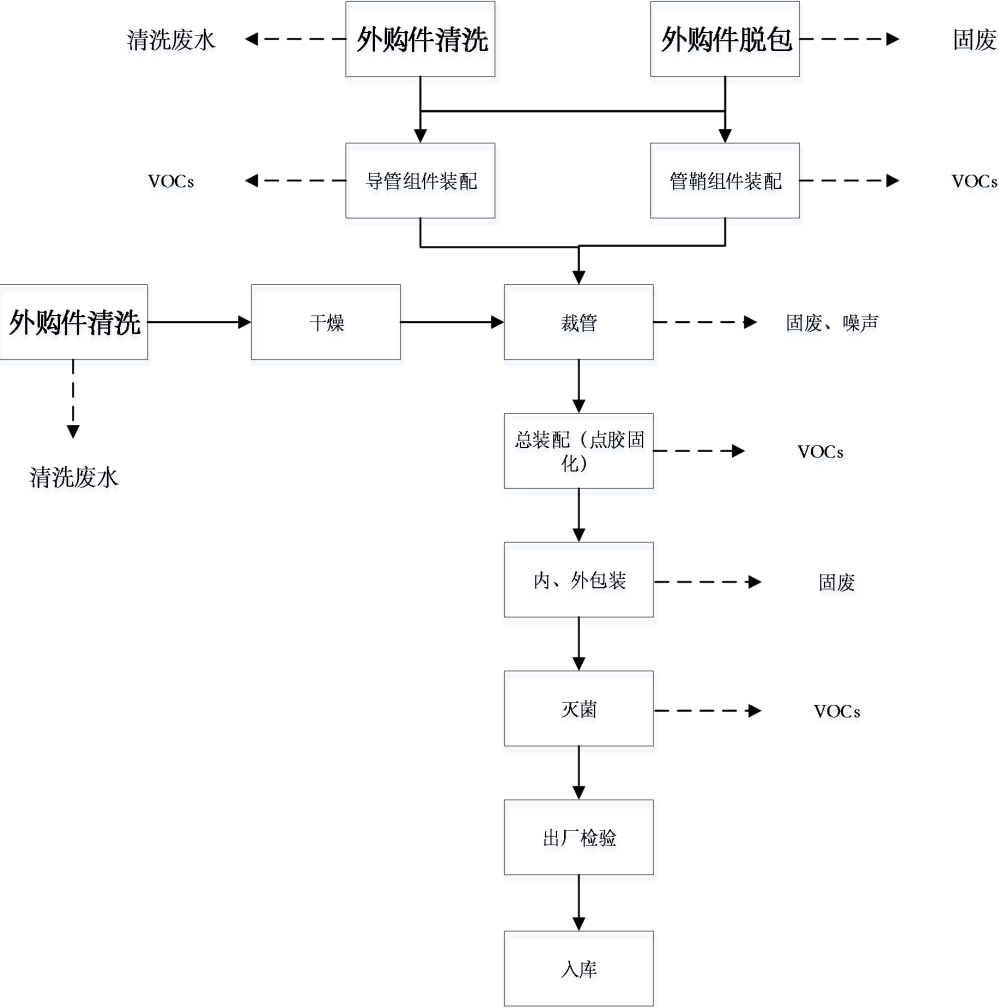 清洗废水
外购件清洗
外购件脱包
固废
VOCs
导管组件装配
管鞘组件装配
VOCs
外购件清洗
干燥
裁管
固废、噪声
清洗废水
总装配（点胶固
化）
VOCs
内、外包装
固废
灭菌
VOCs
出厂检验
入库